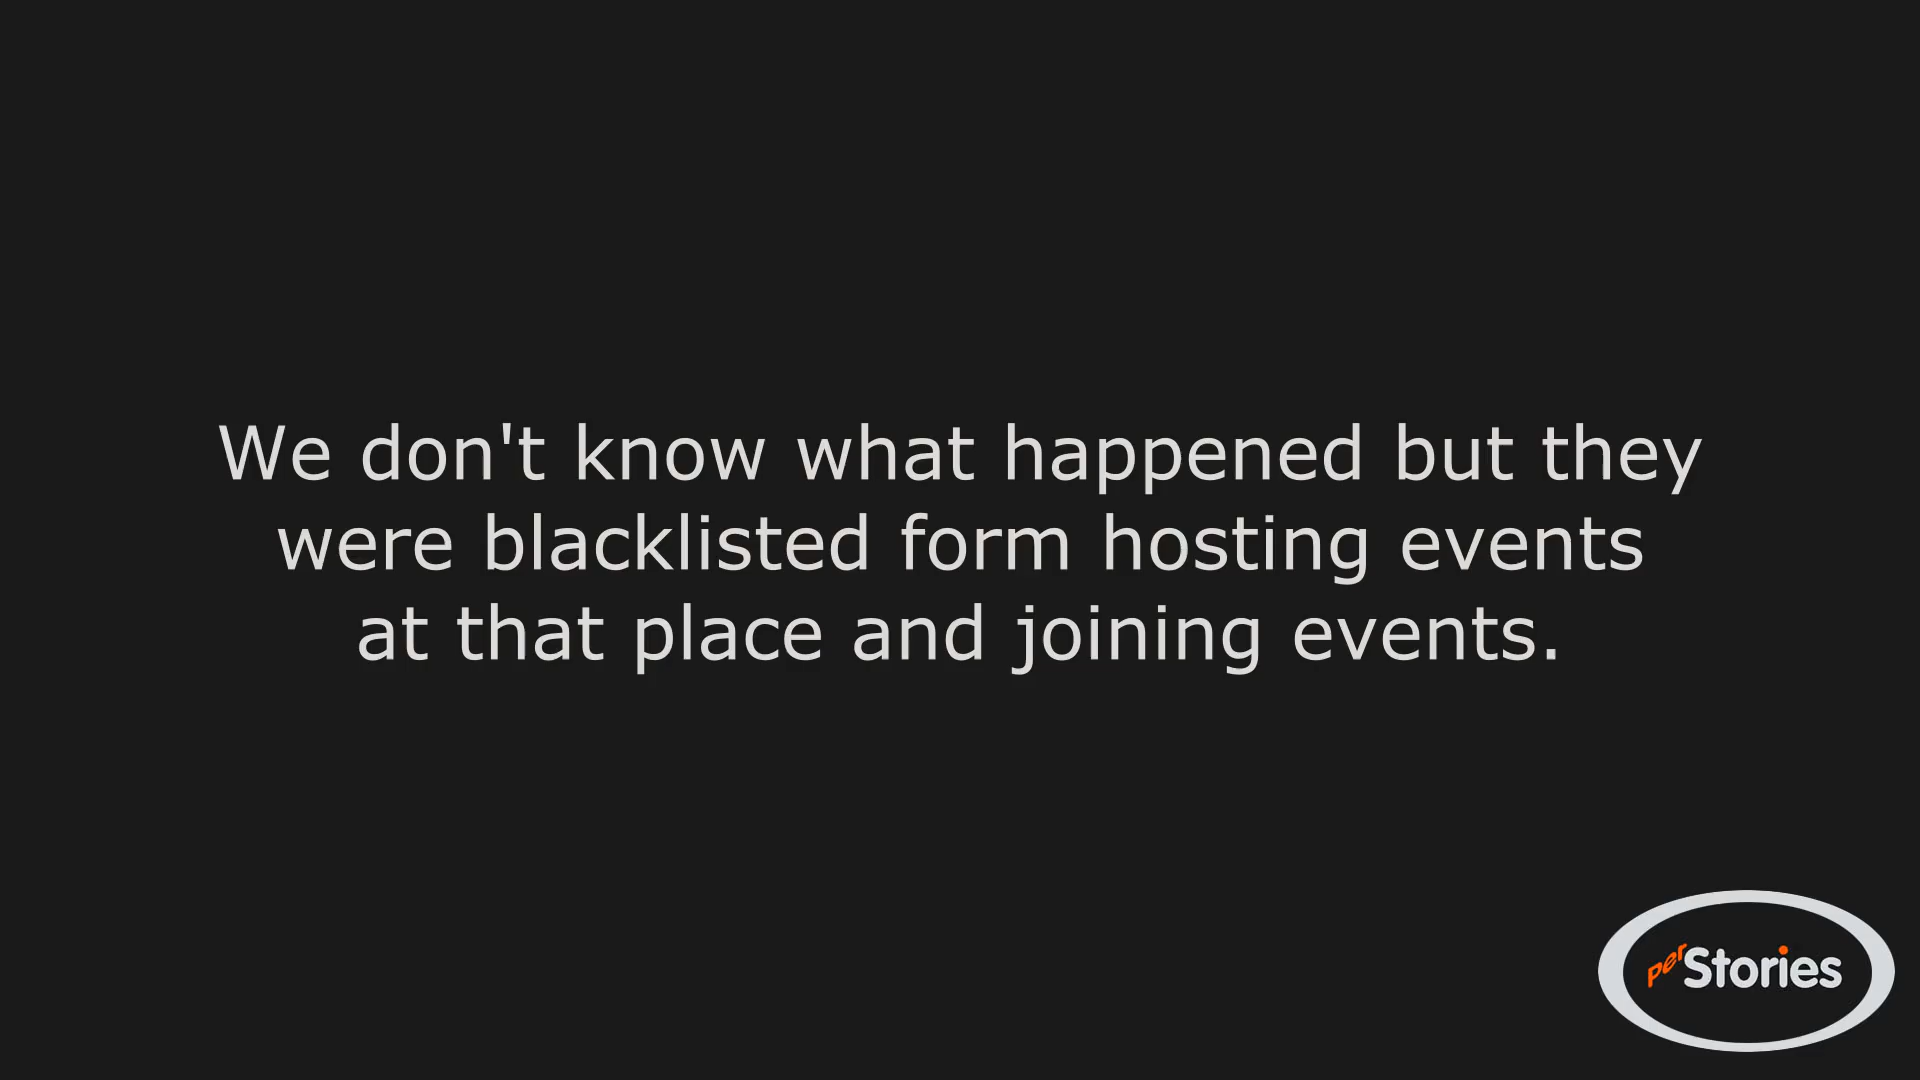 We don't know what happened but they
were blacklisted form hosting events
at that place and joining events.
perStories